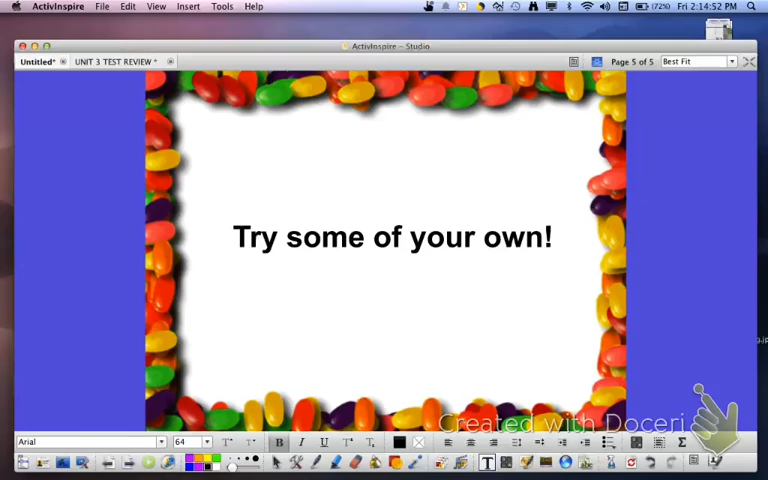 ActivInspire File Edit View Insert Tools Help (72%) Fri 2:14:52 PM
ActivInspire – Studio
Untitled* UNIT 3 TEST REVIEW * Page 5 of 5 Best Fit
Try some of your own!
Created with Doceri
Arial 64 B I U
T